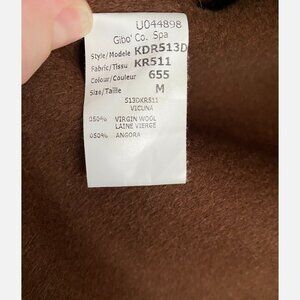 U044898
Gibo' Co. Spa
Style/Modele KDR513D
Fabric/Tissu KR511
Colour/Couleur 655
Size/Taille M
513DKR511
VICUNA
050% VIRGIN WOOL
LAINE VIERGE
050% ANGORA